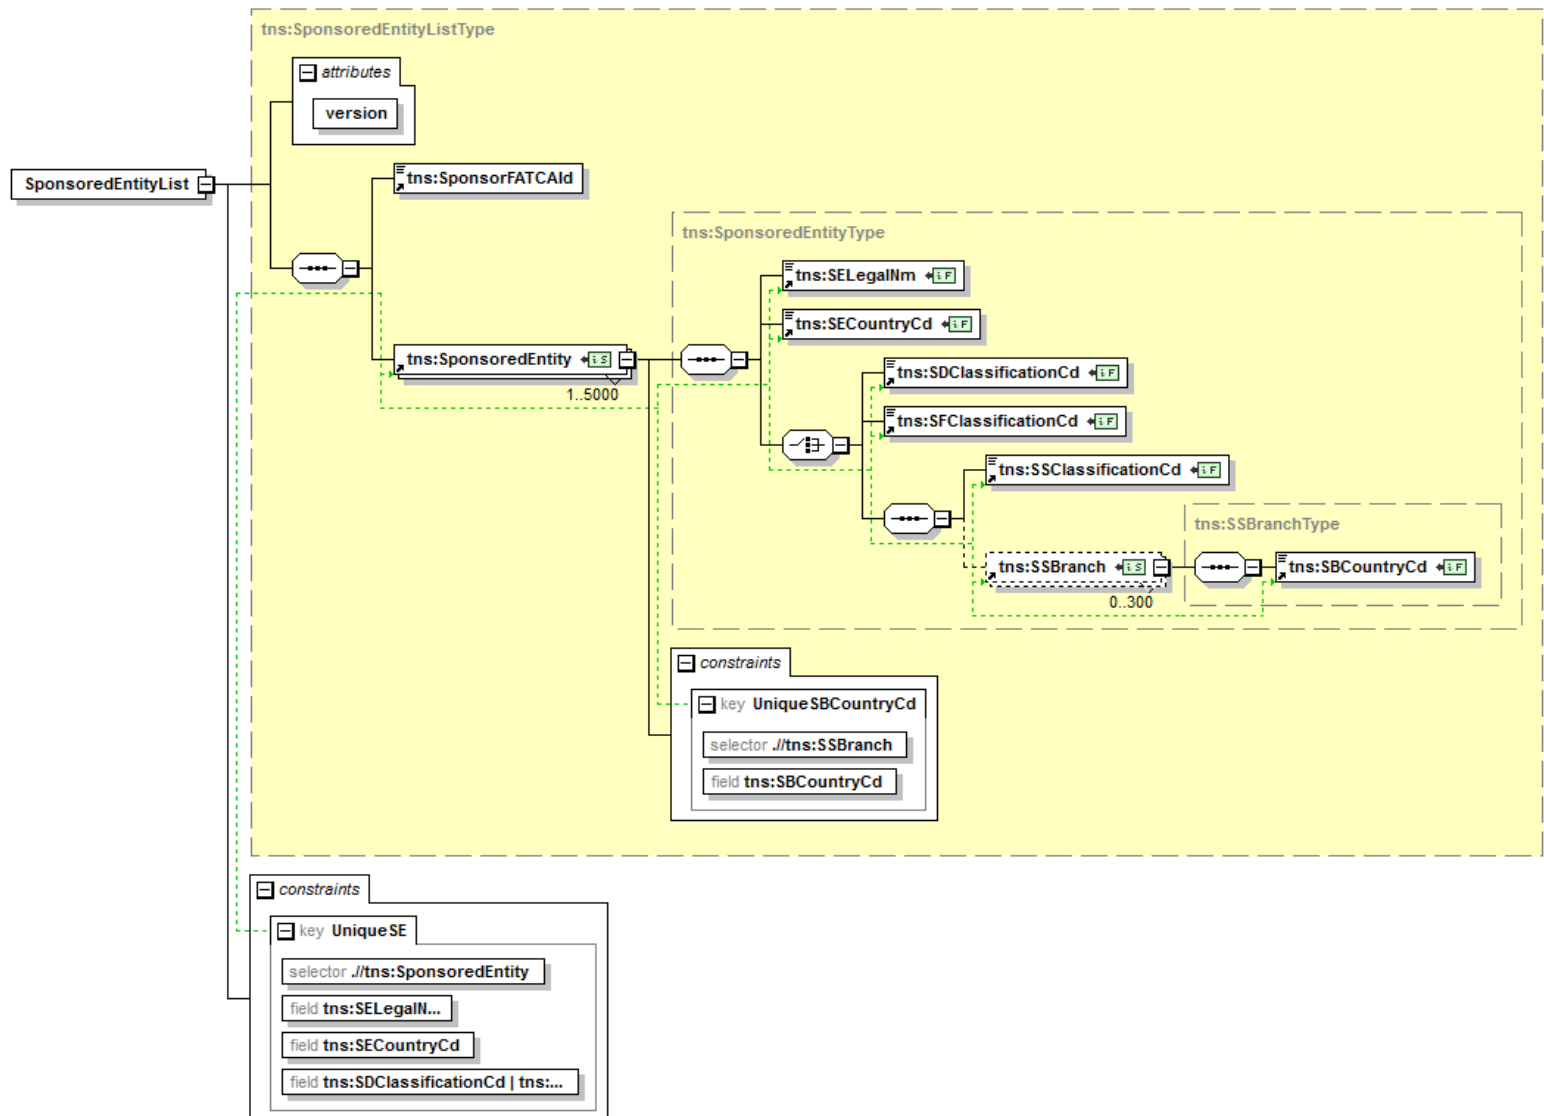 tns:SponsoredEntityListType
attributes
version
SponsoredEntityList
tns:SponsorFATCAId
tns:SponsoredEntityType
tns:SELegalNm
tns:SECountryCd
tns:SponsoredEntity
1..5000
tns:SDClassificationCd
tns:SFClassificationCd
tns:SSClassificationCd
tns:SSBranchType
tns:SSBranch
0..300
tns:SBCountryCd
constraints
key UniqueSBCountryCd
selector .//tns:SSBranch
field tns:SBCountryCd
constraints
key UniqueSE
selector .//tns:SponsoredEntity
field tns:SELegalN...
field tns:SECountryCd
field tns:SDClassificationCd | tns:...